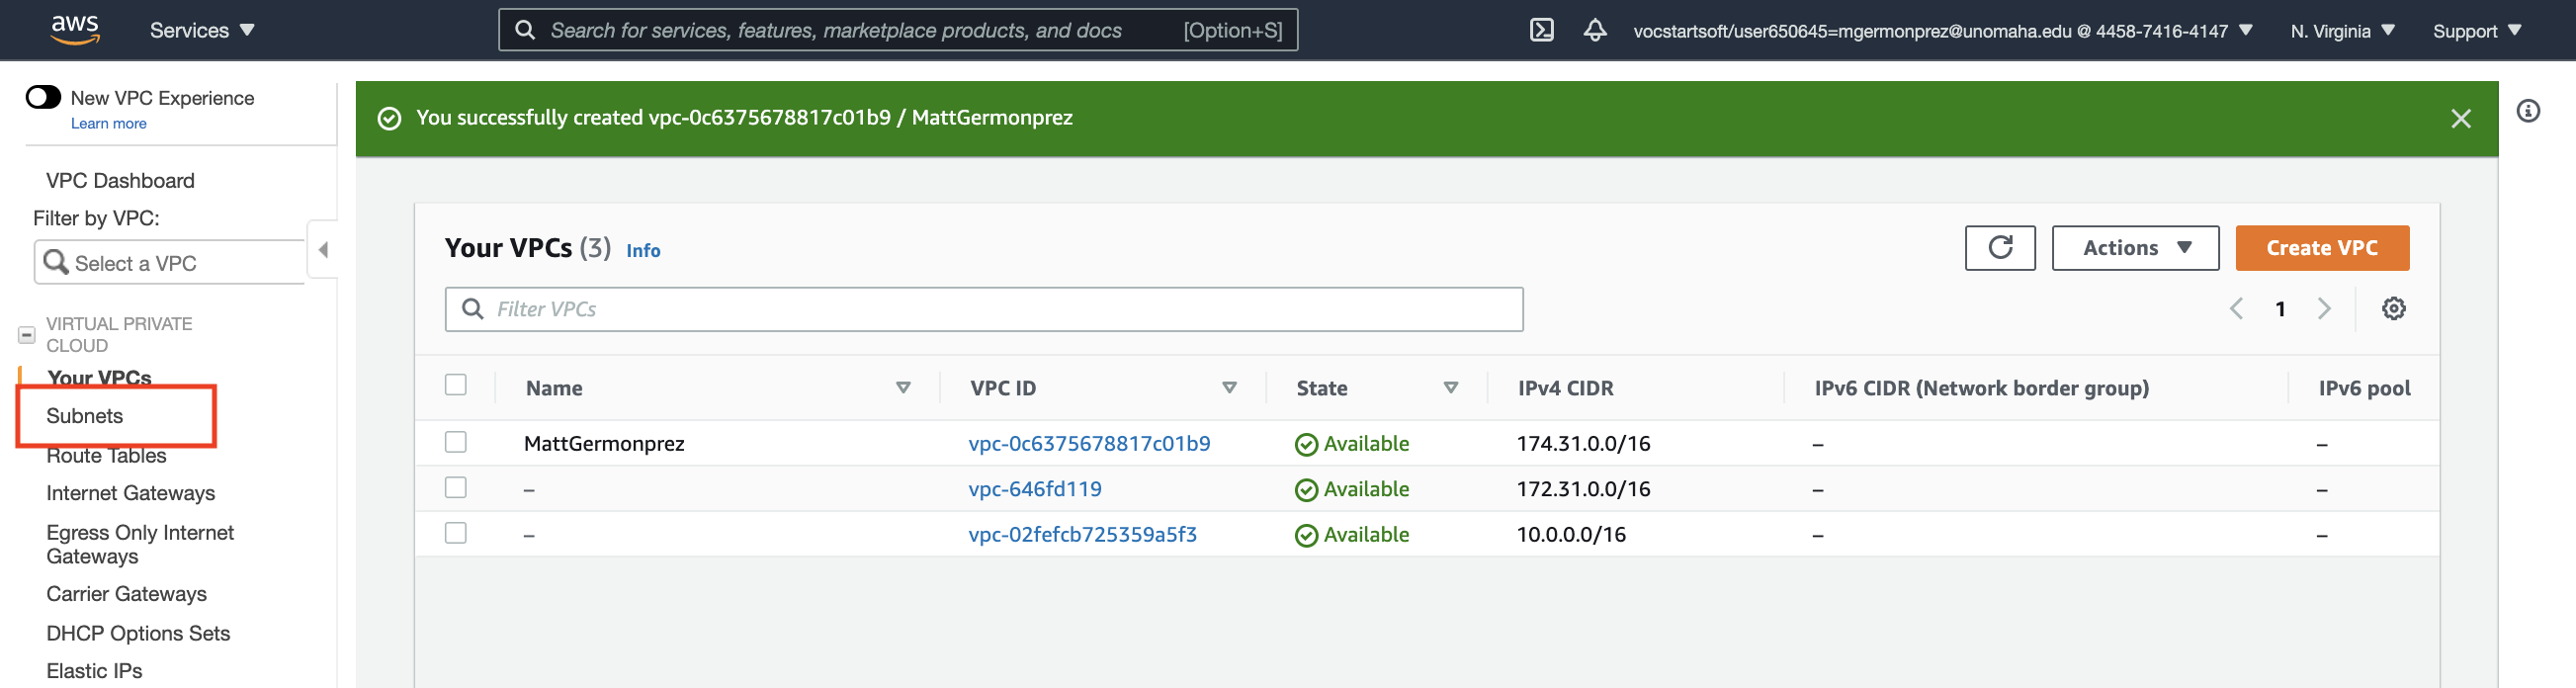 aws Services Search for services, features, marketplace products, and docs [Option+S] vocstartsoft/user650645=mgermonprez@unomaha.edu @ 4458-7416-4147 N. Virginia Support
New VPC Experience
Learn more
You successfully created vpc-0c6375678817c01b9 / MattGermonprez
VPC Dashboard
Filter by VPC:
Select a VPC
VIRTUAL PRIVATE
CLOUD
Your VPCs
Subnets
Route Tables
Internet Gateways
Egress Only Internet
Gateways
Carrier Gateways
DHCP Options Sets
Elastic IPs
Your VPCs (3) Info
Actions
Create VPC
Filter VPCs
1
Name VPC ID State IPv4 CIDR IPv6 CIDR (Network border group) IPv6 pool
MattGermonprez vpc-0c6375678817c01b9 Available 174.31.0.0/16 – –
– vpc-646fd119 Available 172.31.0.0/16 – –
– vpc-02fefcb725359a5f3 Available 10.0.0.0/16 – –